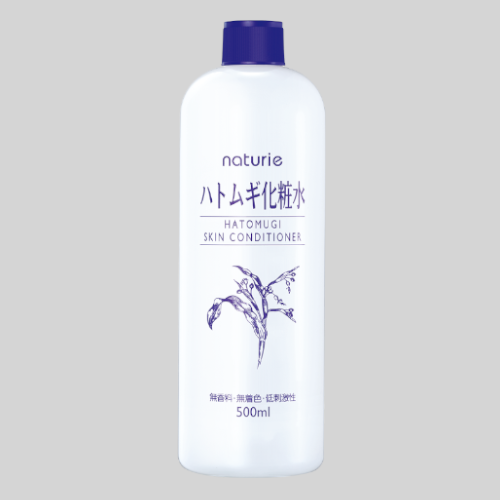 naturie
ハトムギ化粧水
HATOMUGI
SKIN CONDITIONER
無香料・無着色・低刺激性
500ml